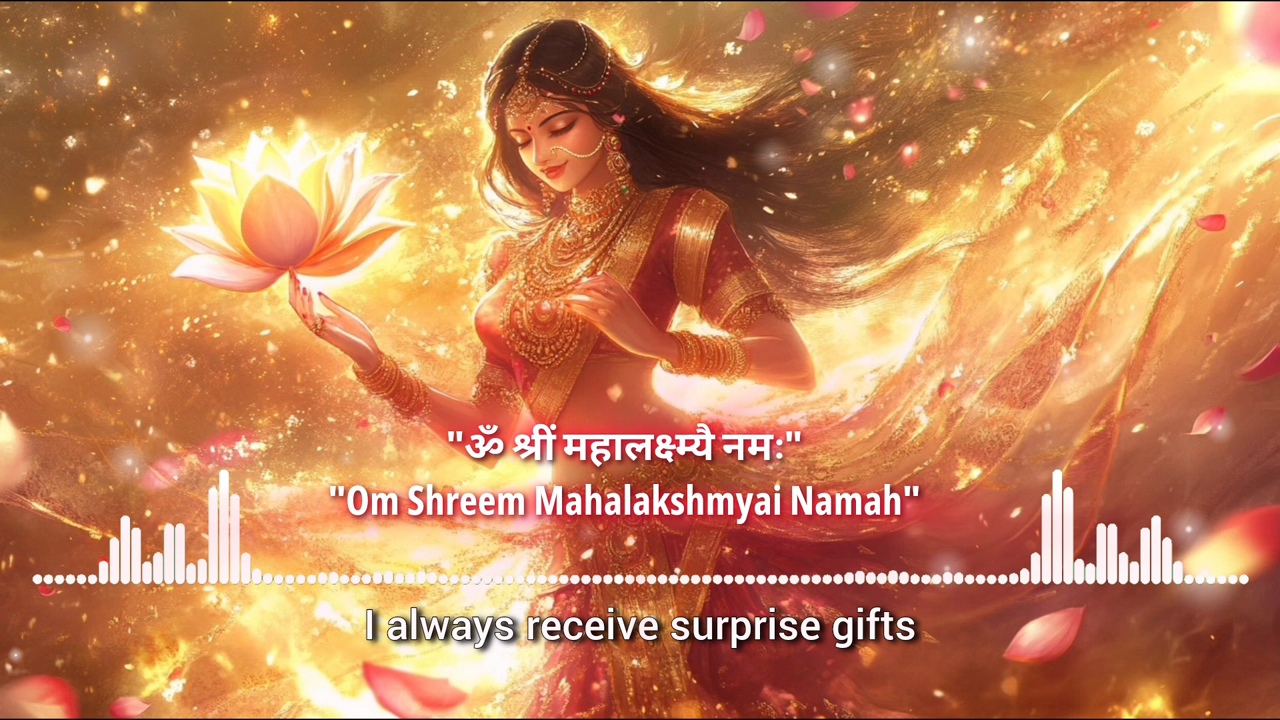 "ॐ श्रीं महालक्ष्म्यै नमः"
"Om Shreem Mahalakshmyai Namah"
I always receive surprise gifts